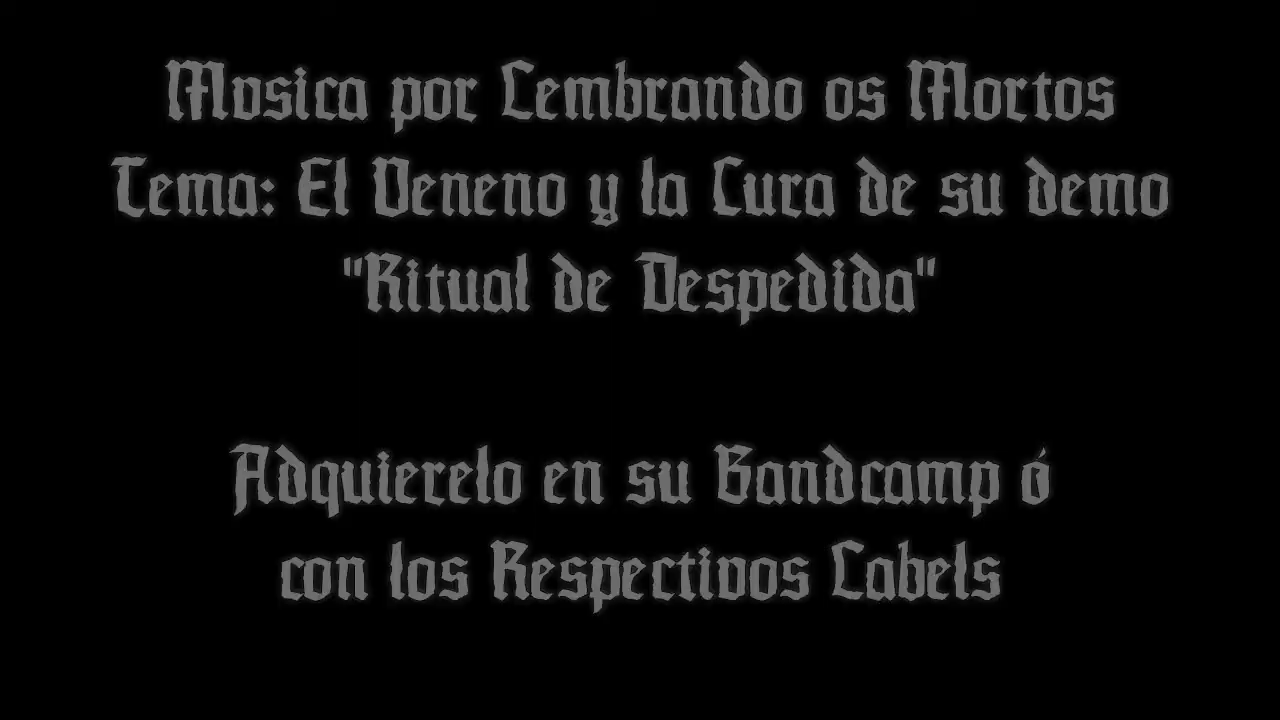 Musica por Lembrando os Mortos
Tema: El Veneno y la Cura de su demo
"Ritual de Despedida"
Adquierelo en su Bandcamp ó
con los Respectivos Labels